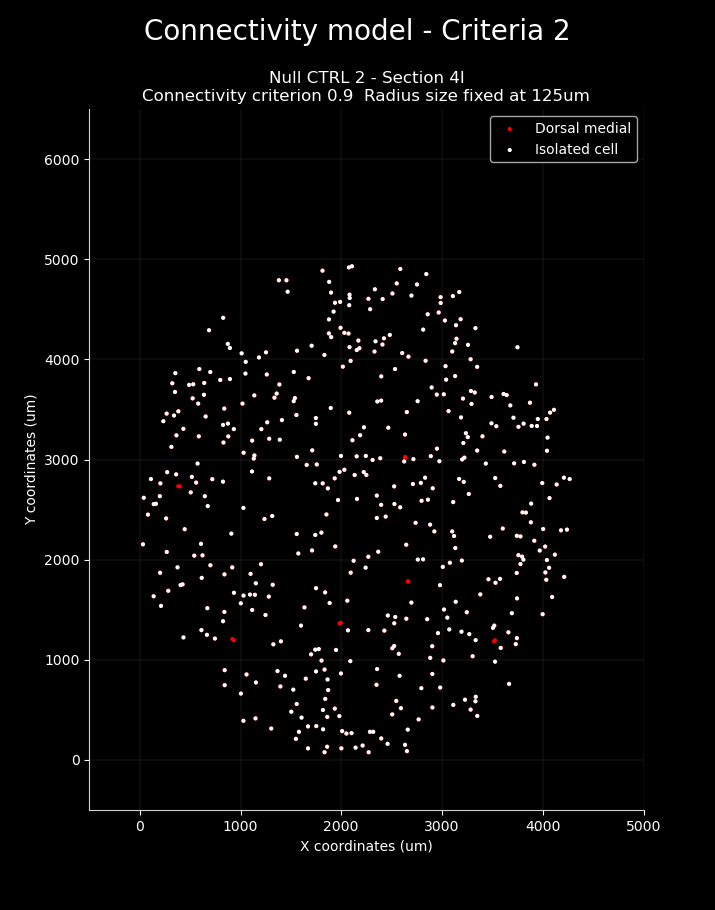 Connectivity model - Criteria 2
Null CTRL 2 - Section 4I
Connectivity criterion 0.9  Radius size fixed at 125um
Dorsal medial
Isolated cell
6000
5000
4000
3000
2000
1000
0
Y coordinates (um)
0
1000
2000
3000
4000
5000
X coordinates (um)